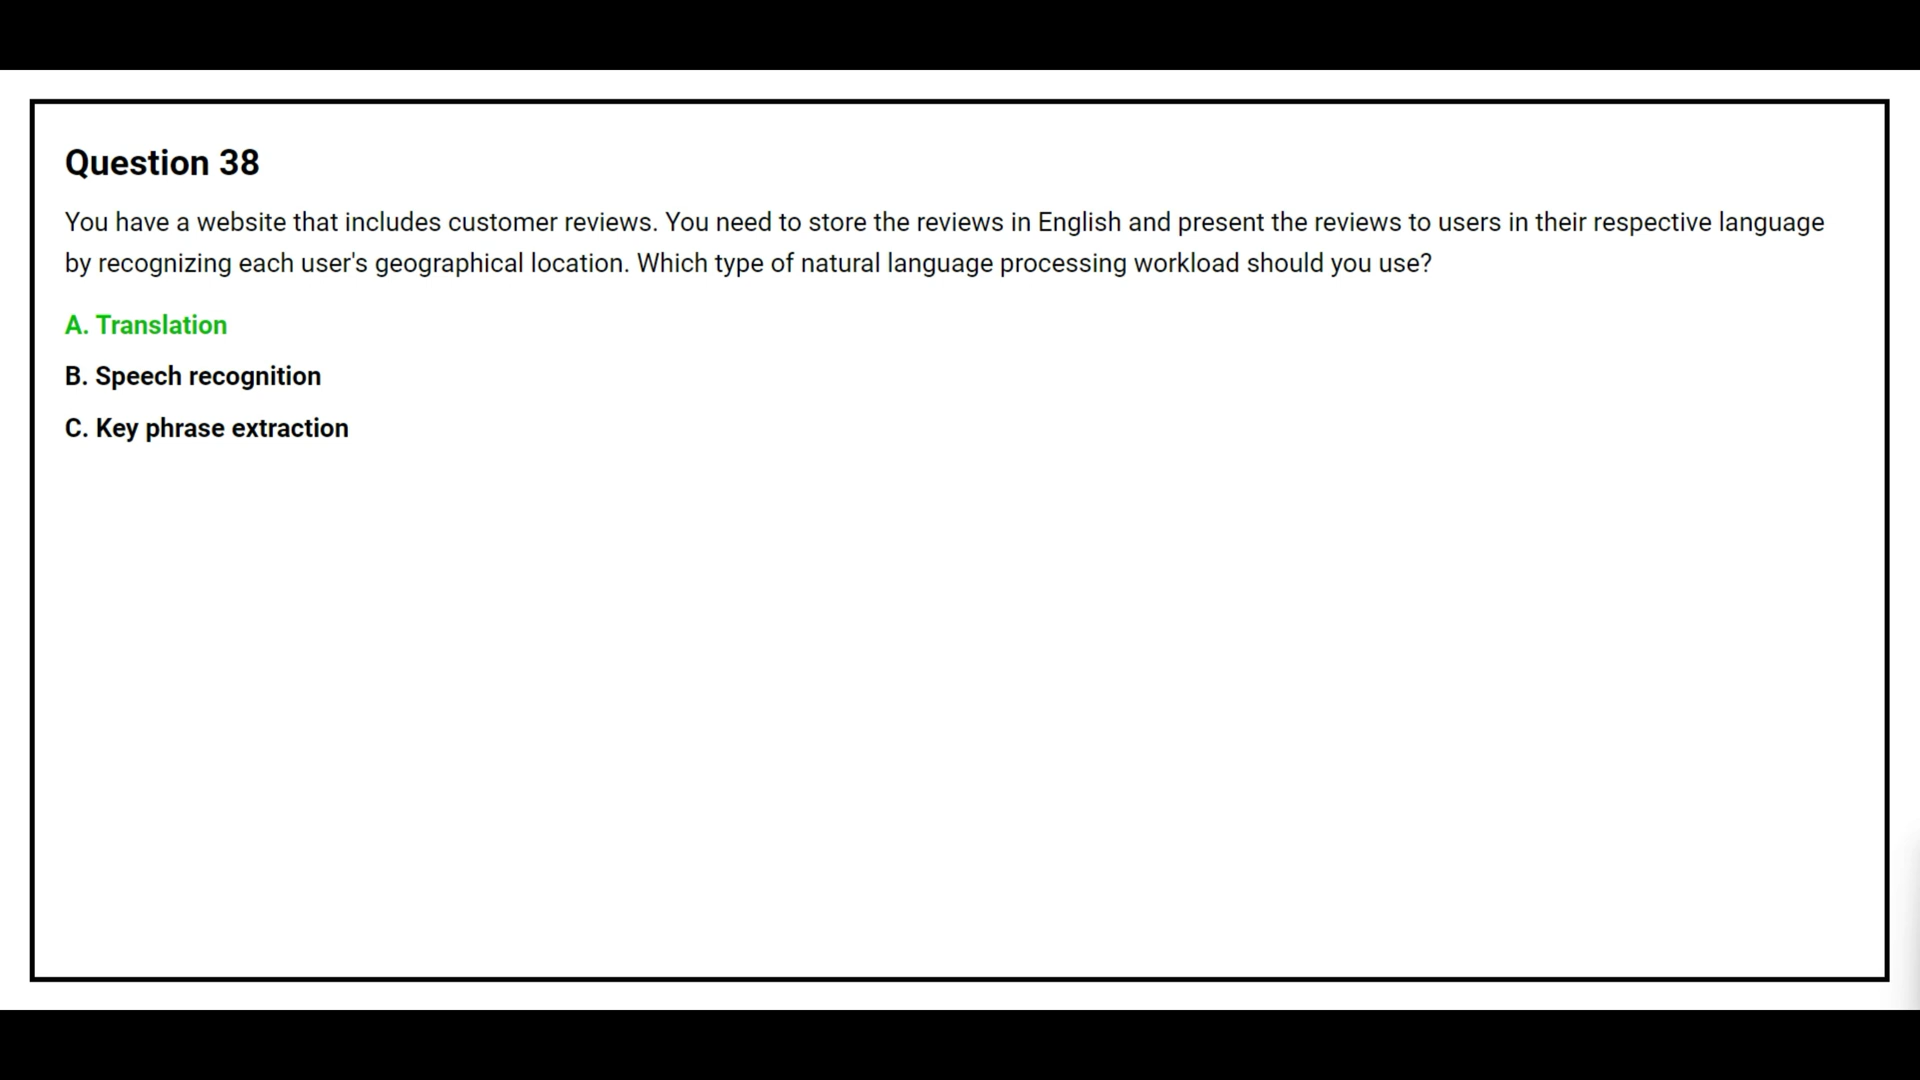 Question 38
You have a website that includes customer reviews. You need to store the reviews in English and present the reviews to users in their respective language
by recognizing each user's geographical location. Which type of natural language processing workload should you use?
A. Translation
B. Speech recognition
C. Key phrase extraction